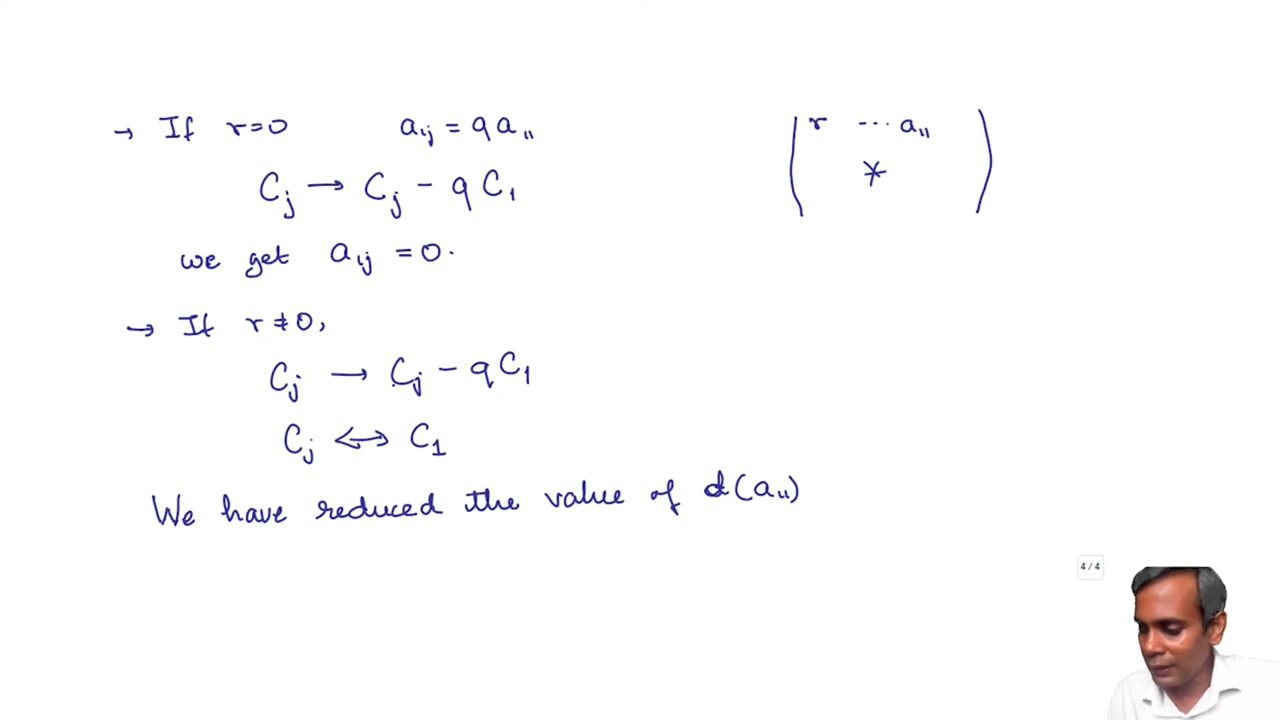 → If r=0 a₁ⱼ = q a₁₁
Cⱼ → Cⱼ - q C₁
we get a₁ⱼ = 0.
→ If r ≠ 0,
Cⱼ → Cⱼ - q C₁
Cⱼ ↔ C₁
We have reduced the value of d(a₁₁)
r ... a₁₁
*
4/4